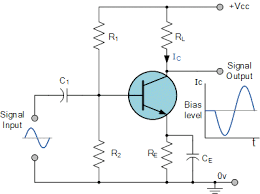 +Vcc
R1
RL
Signal
Output
IC
C1
Ic
Signal
Input
Bias
level
t
R2
RE
CE
0v